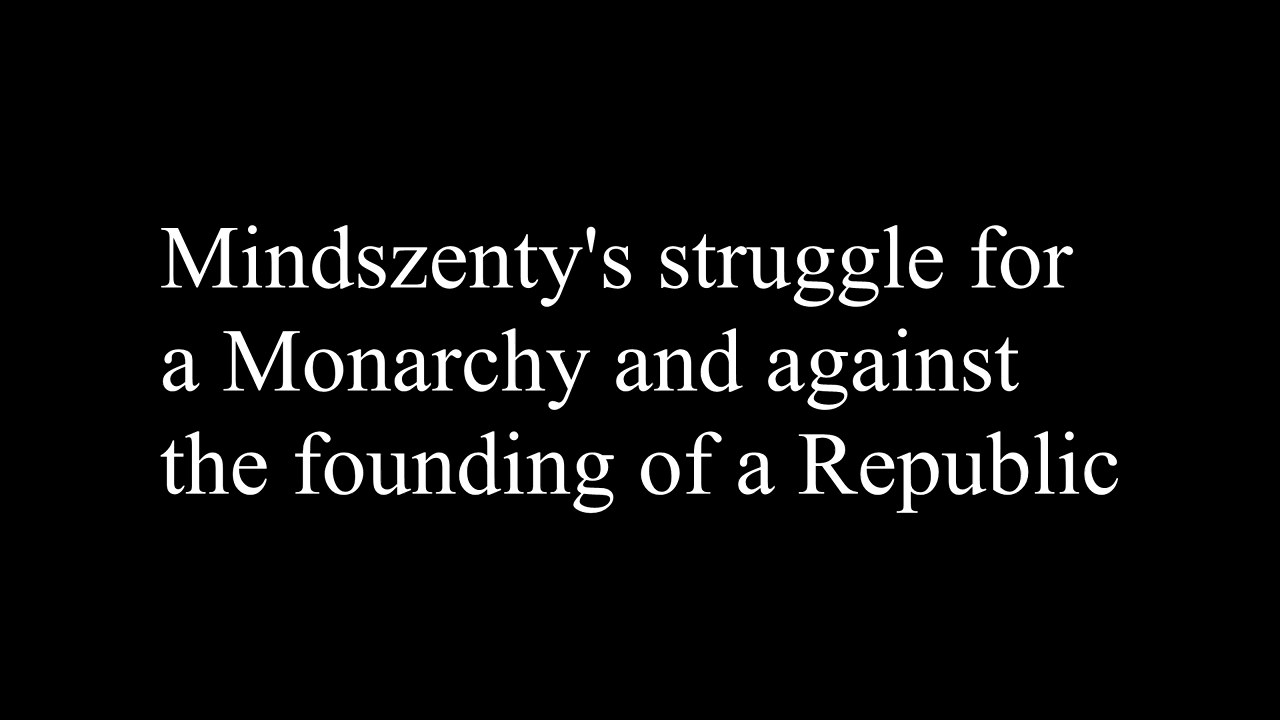 Mindszenty's struggle for
a Monarchy and against
the founding of a Republic